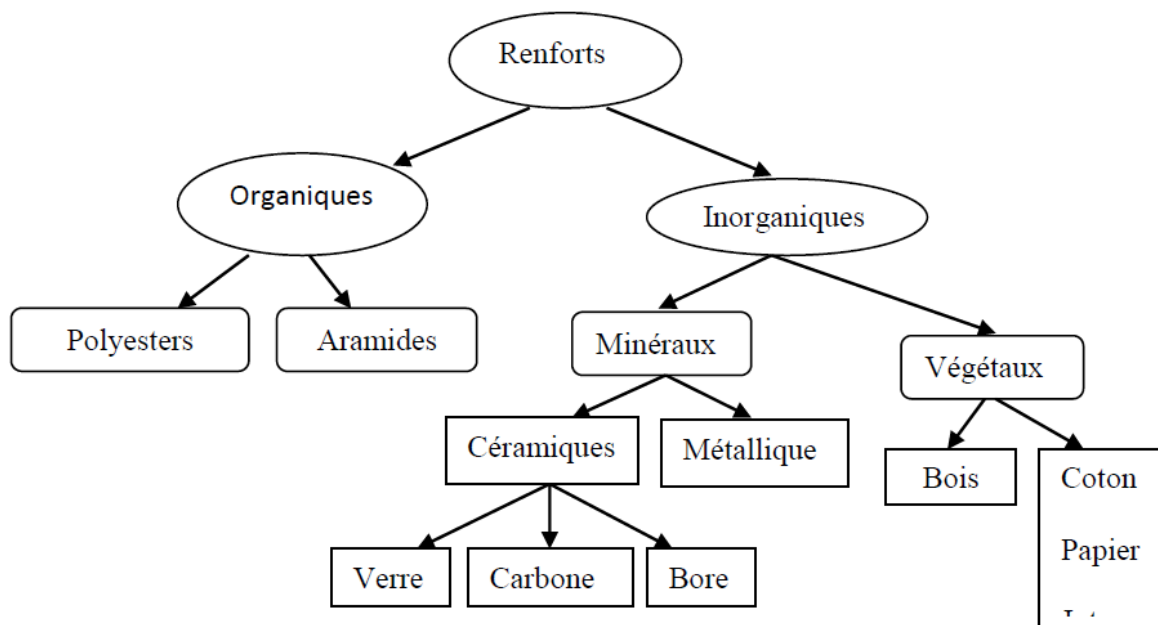 Renforts
Organiques
Inorganiques
Polyesters
Aramides
Minéraux
Végétaux
Céramiques
Métallique
Bois
Coton
Papier
Verre
Carbone
Bore